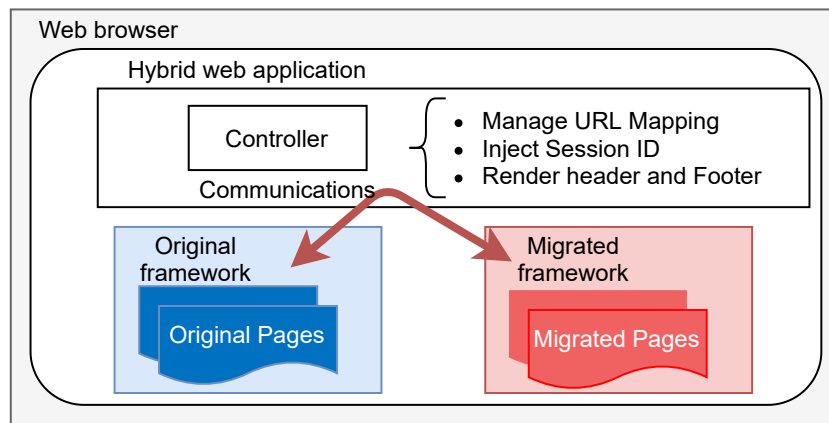 Web browser
Hybrid web application
Controller
• Manage URL Mapping
• Inject Session ID
• Render header and Footer
Communications
Original
framework
Original Pages
Migrated
framework
Migrated Pages